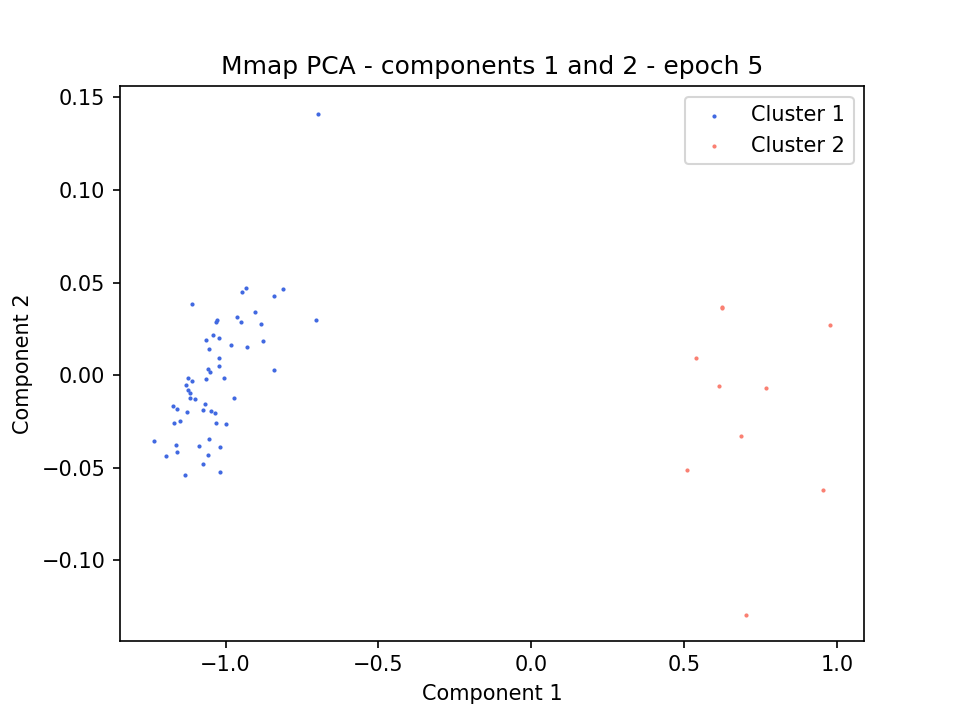 Mmap PCA - components 1 and 2 - epoch 5
Cluster 1
Cluster 2
0.15
0.10
0.05
0.00
−0.05
−0.10
Component 2
−1.0
−0.5
0.0
0.5
1.0
Component 1